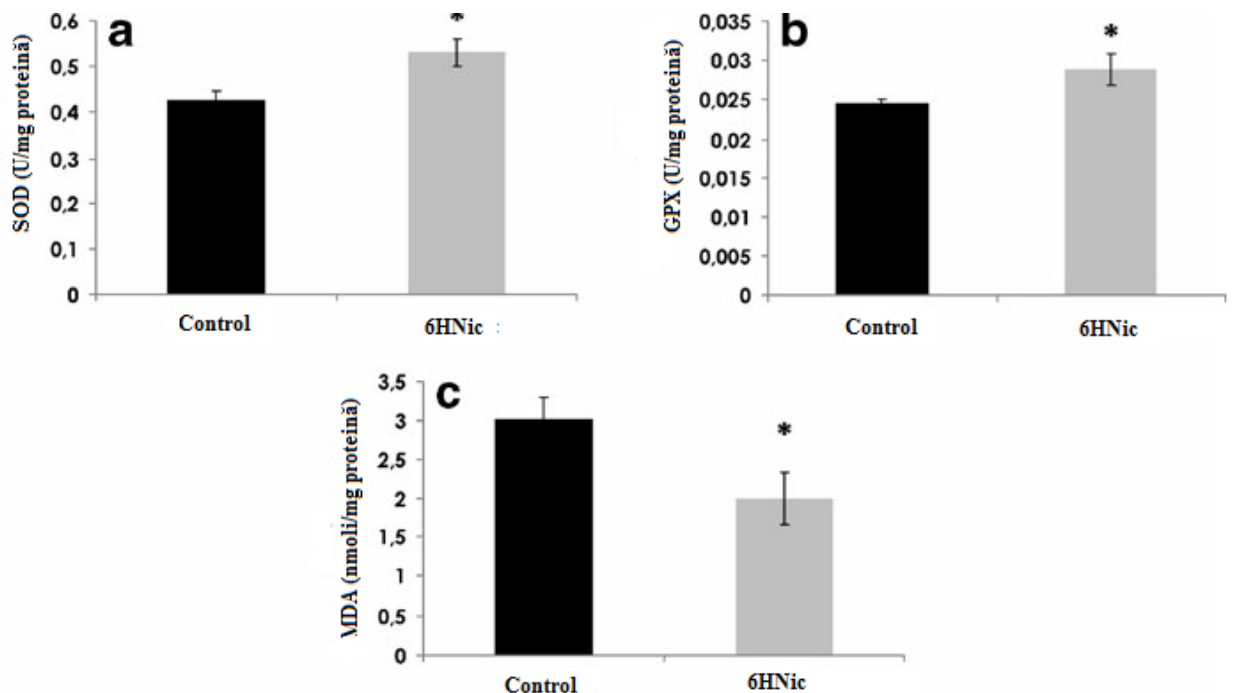 a
*
SOD (U/mg proteină)
0,6
0,5
0,4
0,3
0,2
0,1
0
Control
6HNic :
b
*
GPX (U/mg proteină)
0,035
0,03
0,025
0,02
0,015
0,01
0,005
0
Control
6HNic
c
*
MDA (nmoli/mg proteină)
3,5
3
2,5
2
1,5
1
0,5
0
Control
6HNic